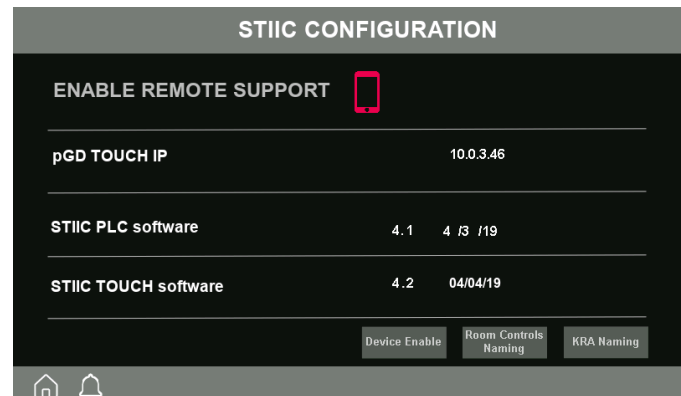 STIIC CONFIGURATION
ENABLE REMOTE SUPPORT
pGD TOUCH IP 10.0.3.46
STIIC PLC software 4.1 4 /3 /19
STIIC TOUCH software 4.2 04/04/19
Device Enable Room Controls Naming KRA Naming